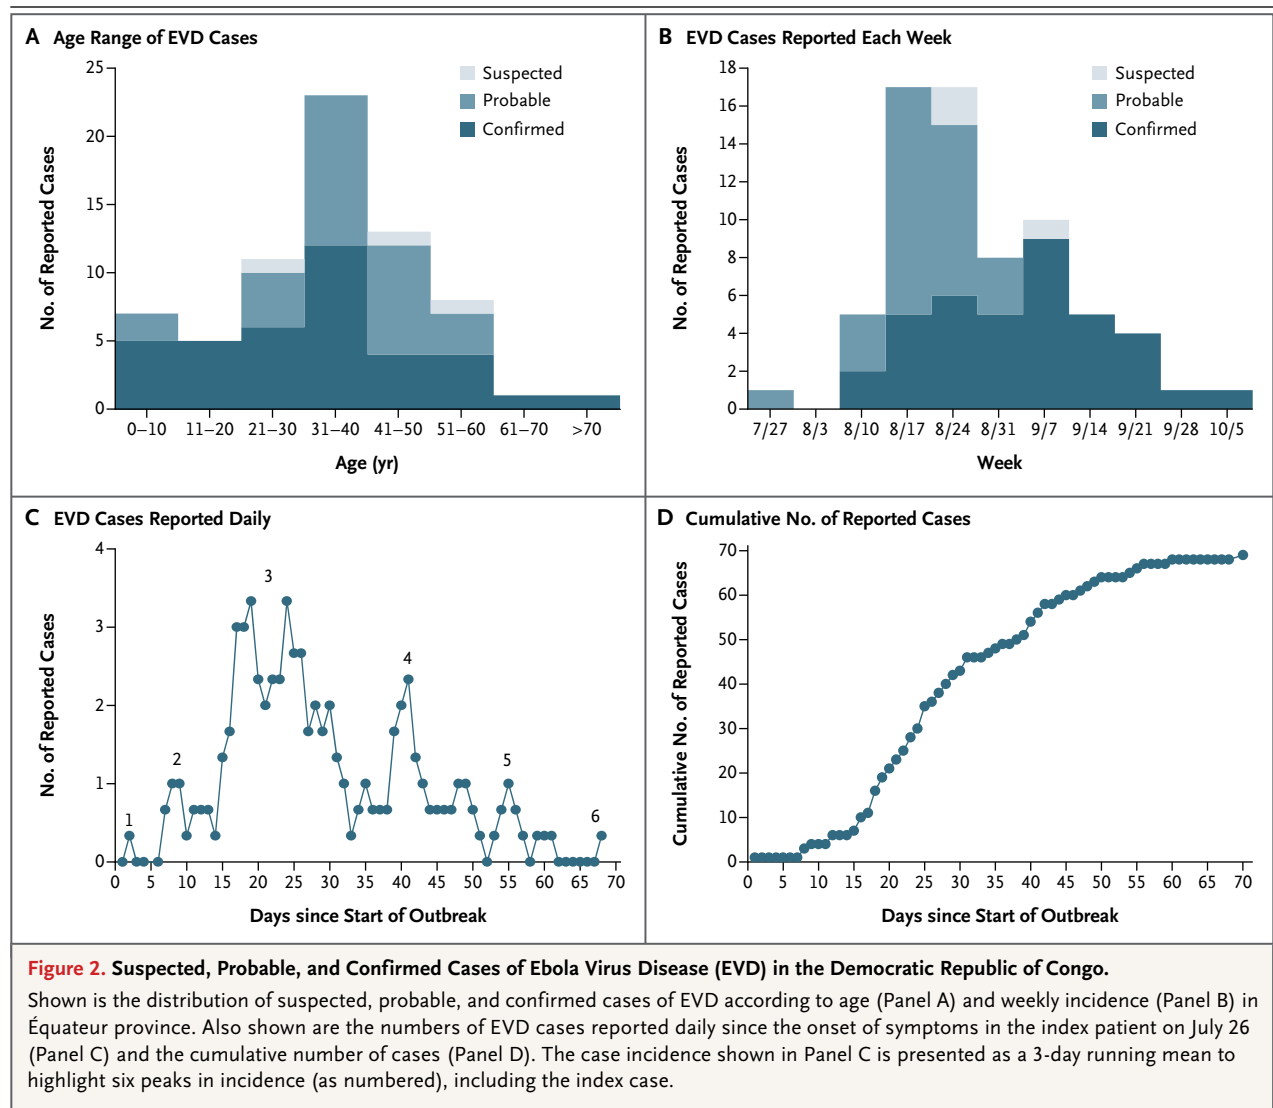 A Age Range of EVD Cases
25
20
15
10
5
0
No. of Reported Cases
Suspected
Probable
Confirmed
0–10 11–20 21–30 31–40 41–50 51–60 61–70 >70
Age (yr)
B EVD Cases Reported Each Week
18
16
14
12
10
8
6
4
2
0
No. of Reported Cases
Suspected
Probable
Confirmed
7/27 8/3 8/10 8/17 8/24 8/31 9/7 9/14 9/21 9/28 10/5
Week
C EVD Cases Reported Daily
4
3
2
1
0
No. of Reported Cases
1
2
3
4
5
6
0 5 10 15 20 25 30 35 40 45 50 55 60 65 70
Days since Start of Outbreak
D Cumulative No. of Reported Cases
70
60
50
40
30
20
10
0
Cumulative No. of Reported Cases
0 5 10 15 20 25 30 35 40 45 50 55 60 65 70
Days since Start of Outbreak
Figure 2. Suspected, Probable, and Confirmed Cases of Ebola Virus Disease (EVD) in the Democratic Republic of Congo.
Shown is the distribution of suspected, probable, and confirmed cases of EVD according to age (Panel A) and weekly incidence (Panel B) in
Équateur province. Also shown are the numbers of EVD cases reported daily since the onset of symptoms in the index patient on July 26
(Panel C) and the cumulative number of cases (Panel D). The case incidence shown in Panel C is presented as a 3-day running mean to
highlight six peaks in incidence (as numbered), including the index case.